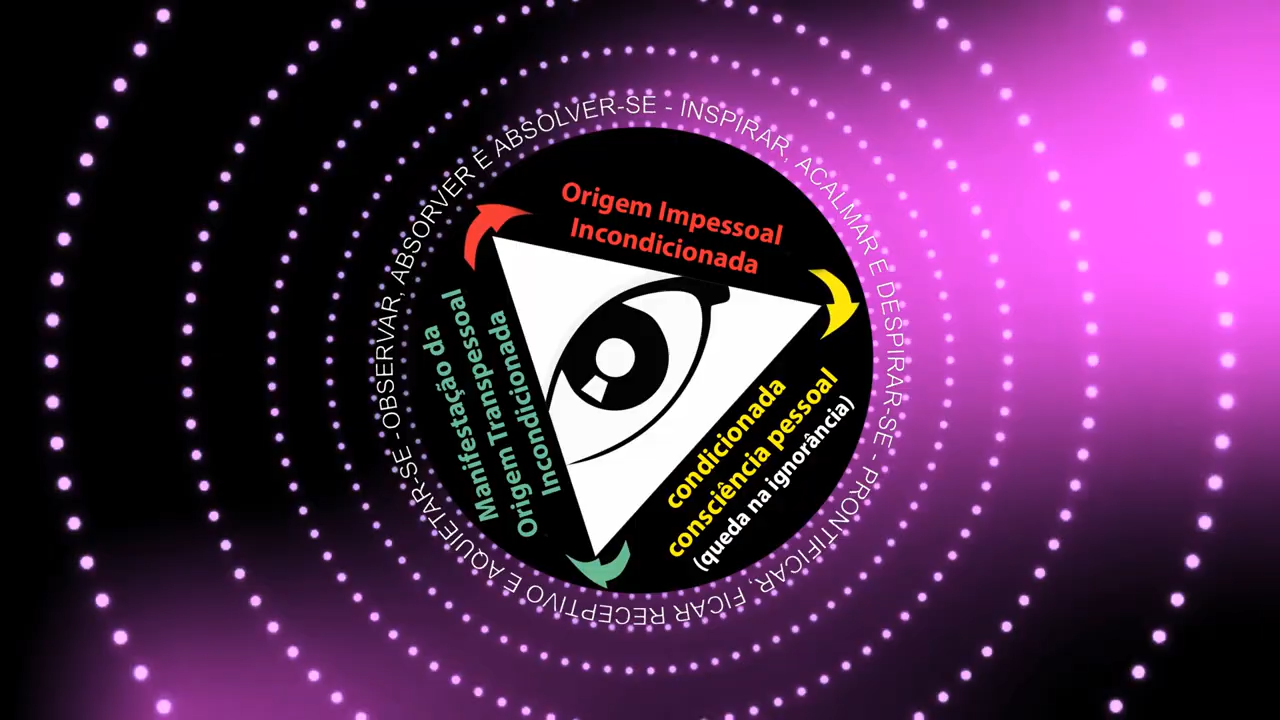 - OBSERVAR, ABSORVER E ABSOLVER-SE - INSPIRAR, ACALMAR E DESPIRAR-SE - PRONTIFICAR, FICAR RECEPTIVO E AQUIETAR-SE
Origem Impessoal
Incondicionada
condicionada
consciência pessoal
(queda na ignorância)
Manifestação da
Origem Transpessoal
Incondicionada